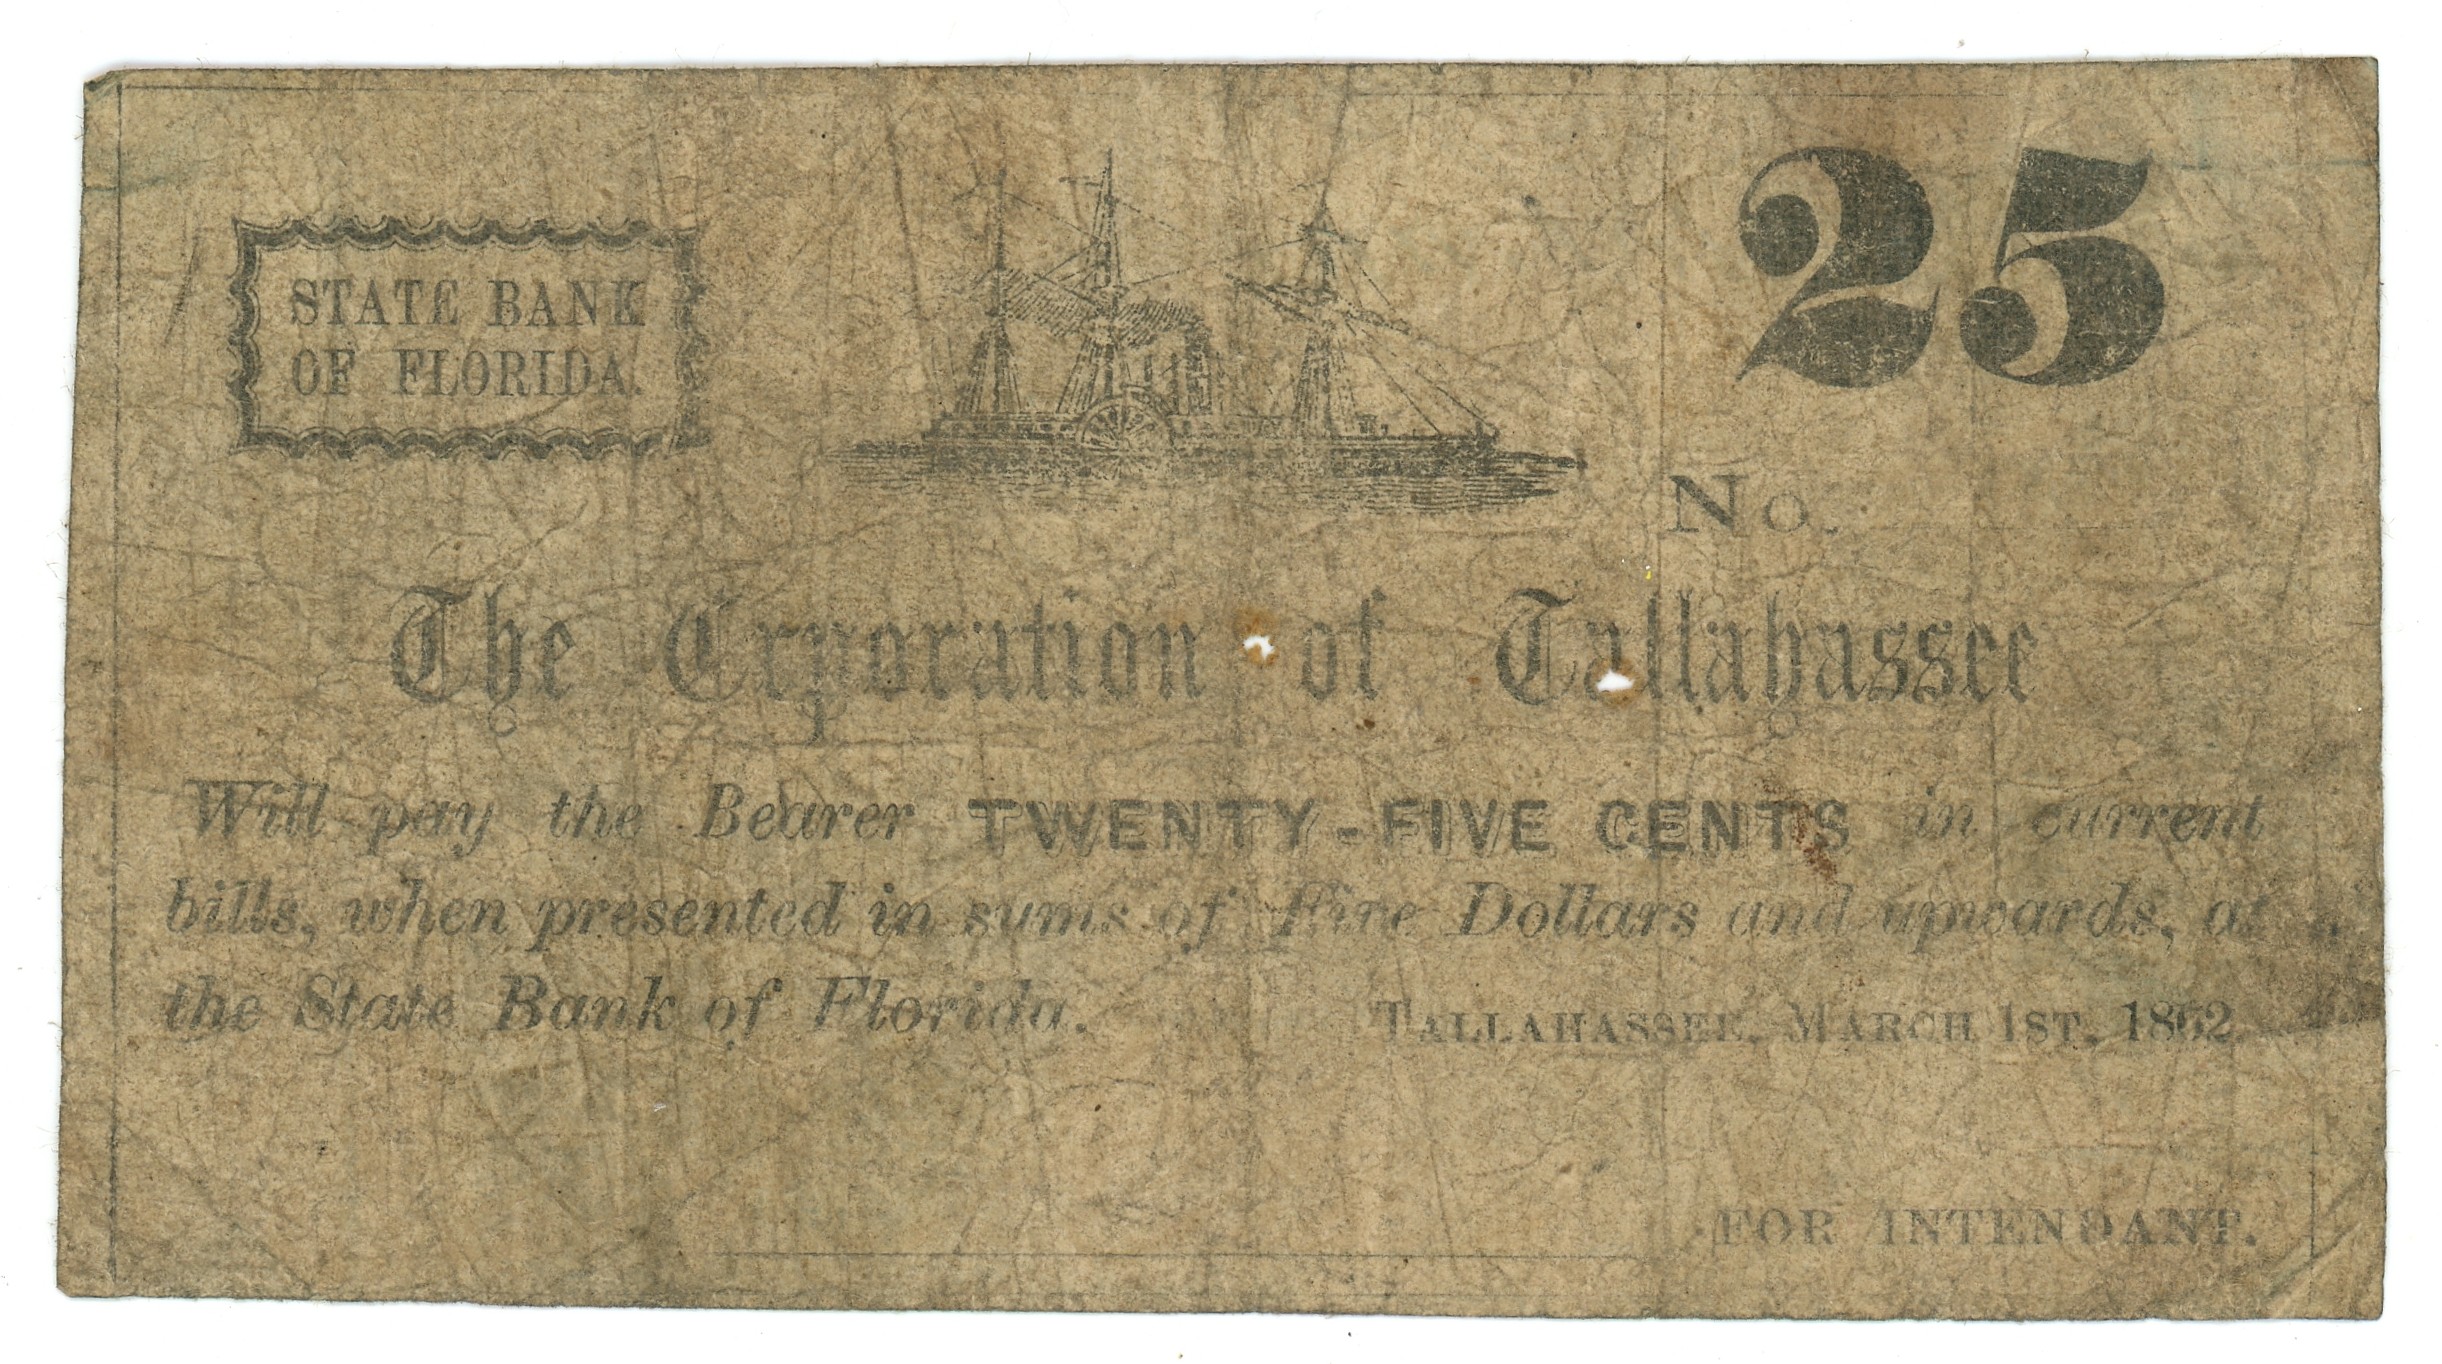 STATE BANK
OF FLORIDA.
25
No.
The Crporation of Tallahassee
Will pay the Bearer TWENTY-FIVE CENTS in current
bills, when presented in sums of Five Dollars and upwards, at
the State Bank of Florida.
TALLAHASSEE, MARCH 1ST, 1862.
FOR INTENDANT.